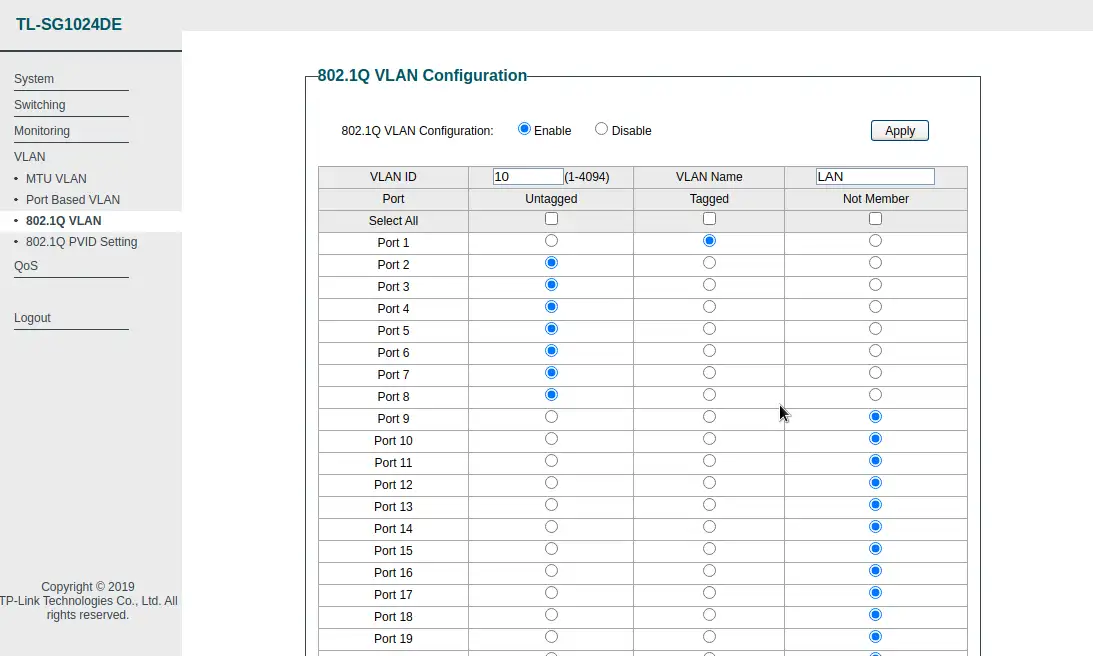 TL-SG1024DE
System
Switching
Monitoring
VLAN
• MTU VLAN
• Port Based VLAN
• 802.1Q VLAN
• 802.1Q PVID Setting
QoS
Logout
Copyright © 2019
TP-Link Technologies Co., Ltd. All
rights reserved.
802.1Q VLAN Configuration
802.1Q VLAN Configuration: Enable Disable Apply
VLAN ID 10 (1-4094) VLAN Name LAN
Port Untagged Tagged Not Member
Select All
Port 1
Port 2
Port 3
Port 4
Port 5
Port 6
Port 7
Port 8
Port 9
Port 10
Port 11
Port 12
Port 13
Port 14
Port 15
Port 16
Port 17
Port 18
Port 19